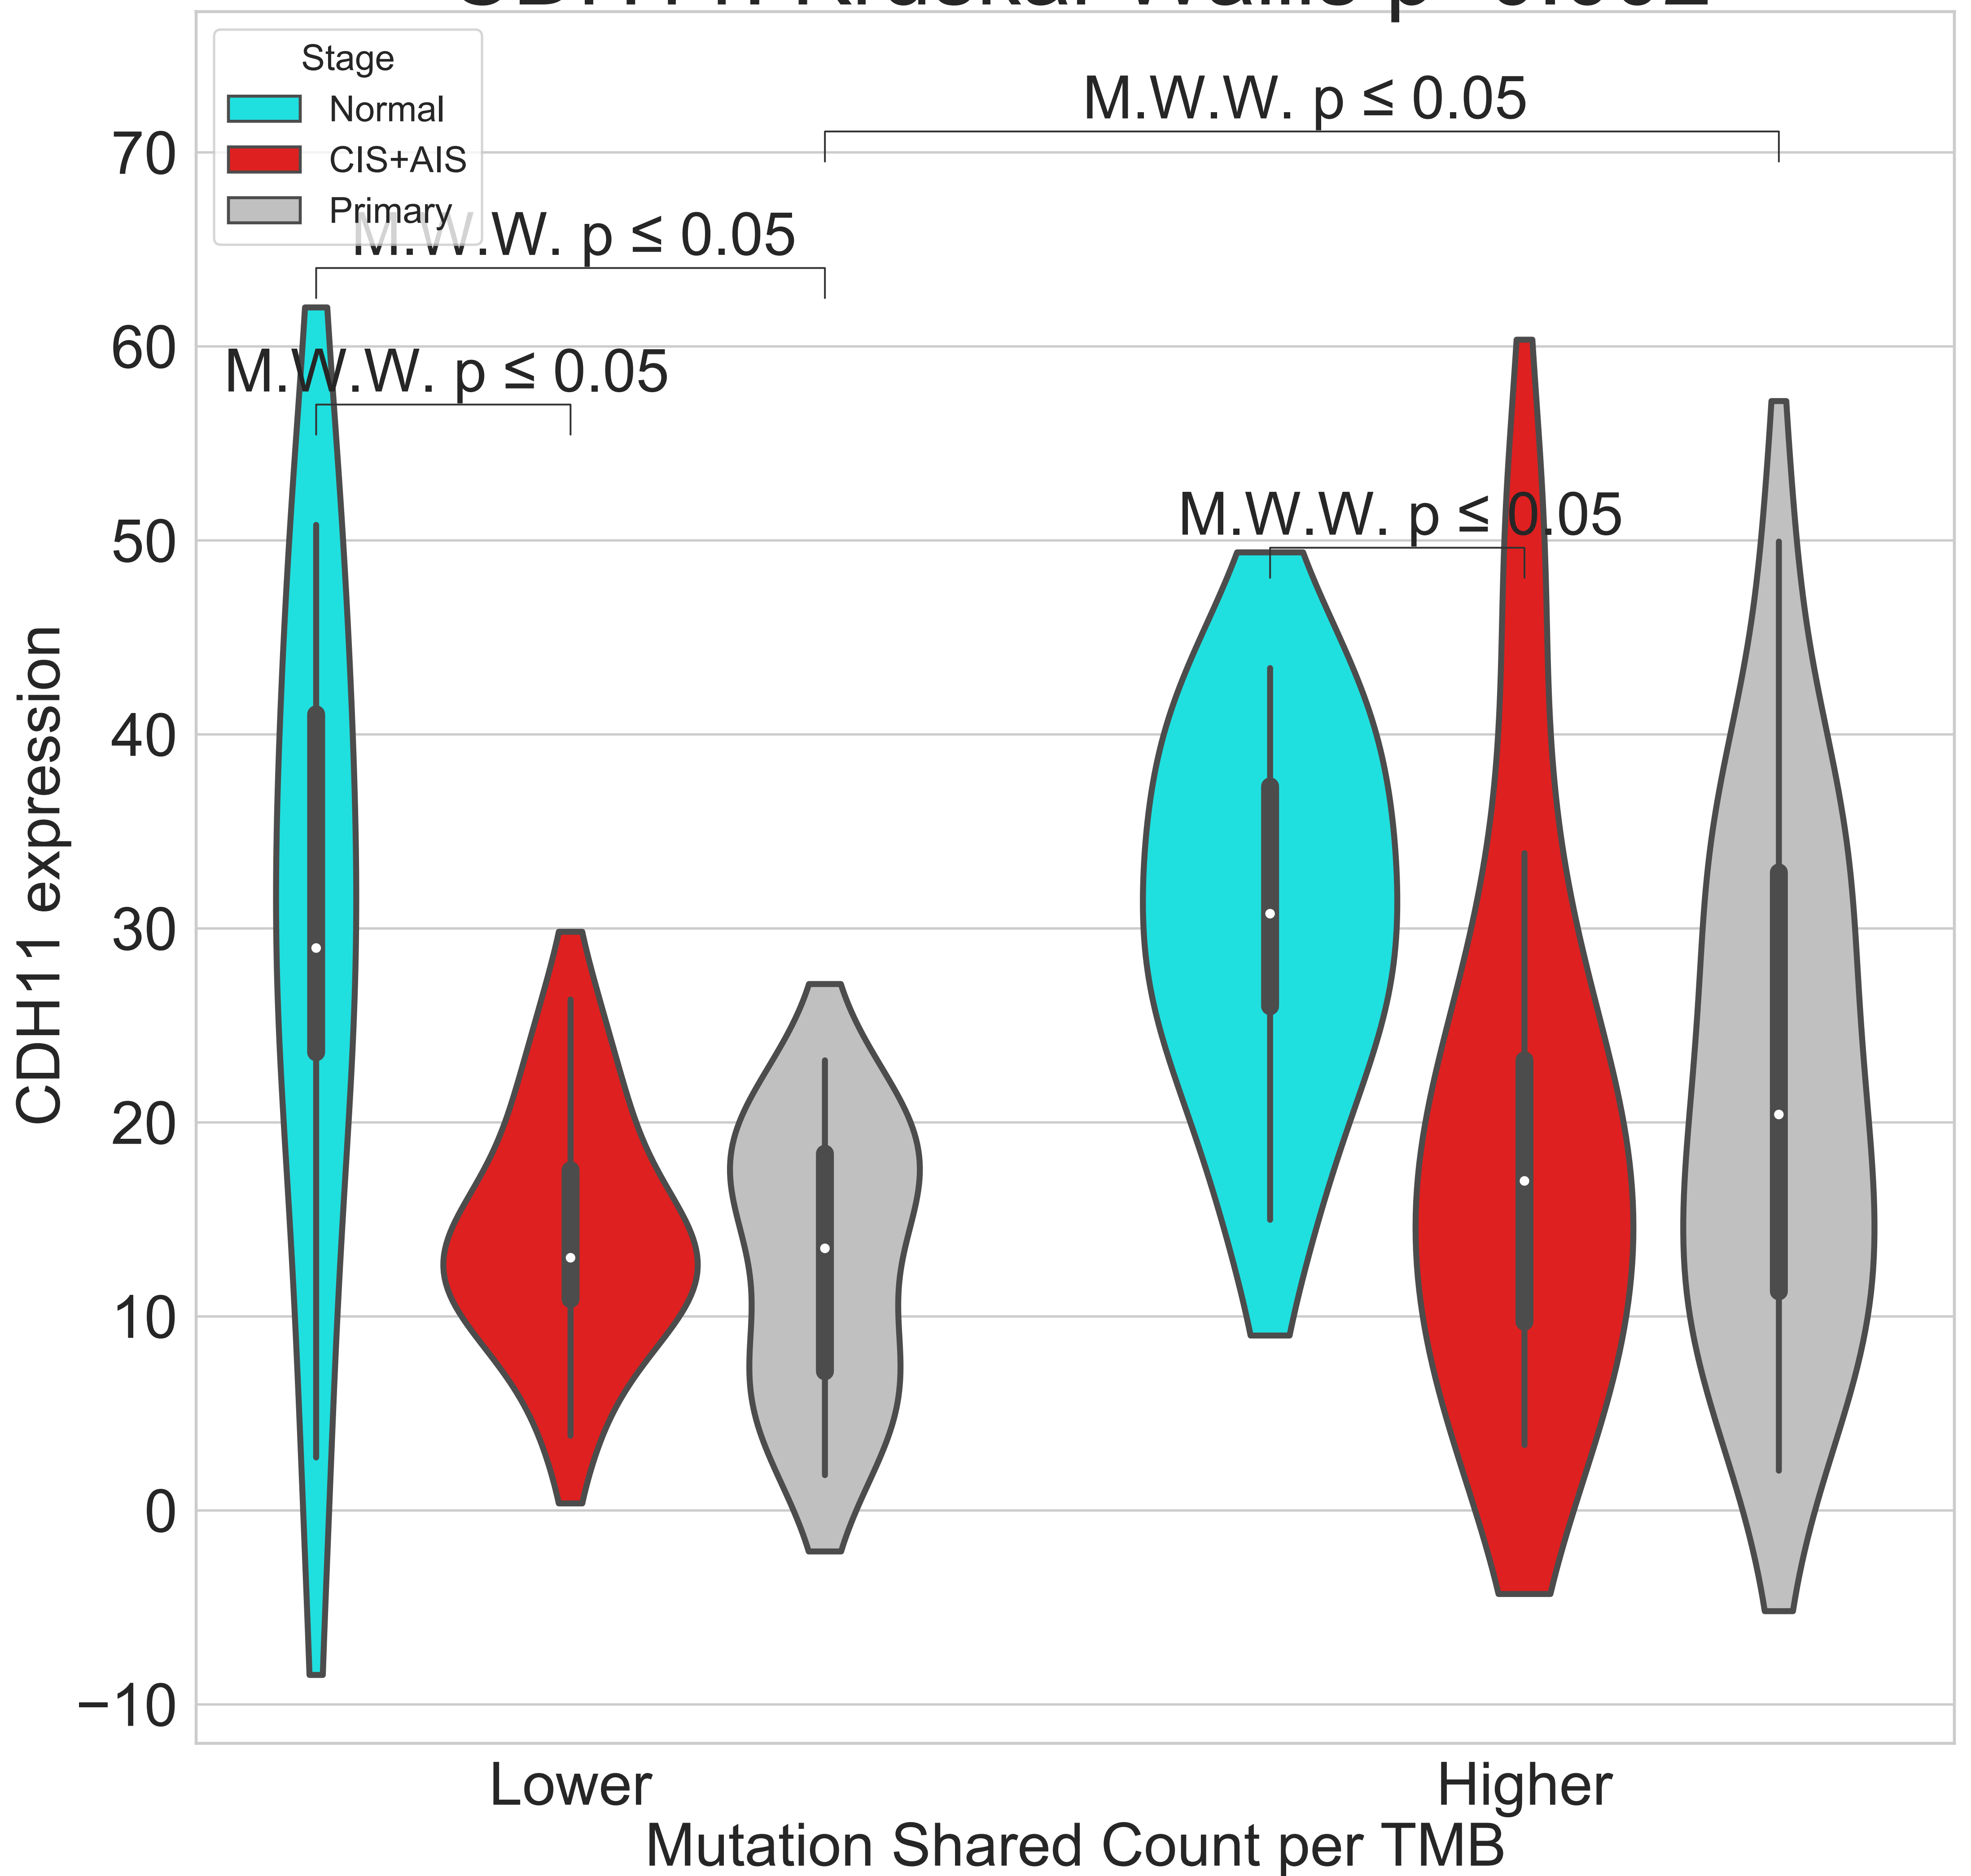 Stage
Normal
CIS+AIS
Primary
M.W.W. p ≤ 0.05
M.W.W. p ≤ 0.05
M.W.W. p ≤ 0.05
M.W.W. p ≤ 0.05
70
60
50
40
30
20
10
0
−10
CDH11 expression
Lower
Higher
Mutation Shared Count per TMB